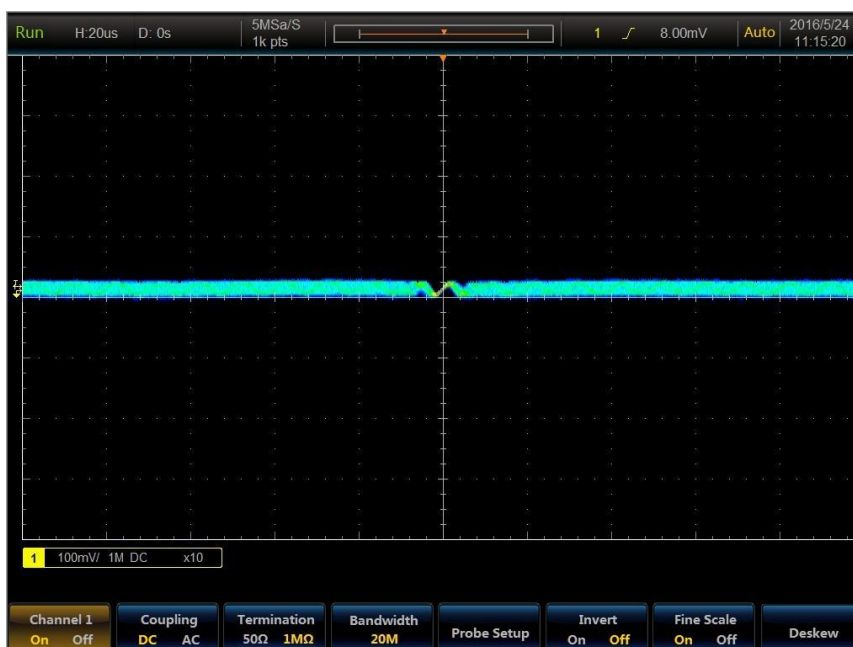 Run H:20us D: 0s 5MSa/S 1 8.00mV Auto 2016/5/24
1k pts 11:15:20
1 100mV/ 1M DC x10
Channel 1 Coupling Termination Bandwidth Probe Setup Invert Fine Scale Deskew
On Off DC AC 50Ω 1MΩ 20M On Off On Off